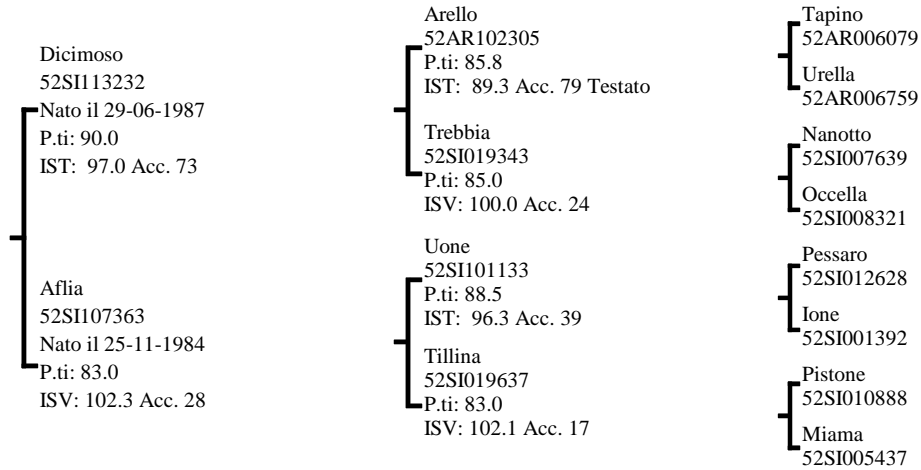 Dicimoso
52SI113232
Nato il 29-06-1987
P.ti: 90.0
IST: 97.0 Acc. 73
Aflia
52SI107363
Nato il 25-11-1984
P.ti: 83.0
ISV: 102.3 Acc. 28
Arello
52AR102305
P.ti: 85.8
IST: 89.3 Acc. 79 Testato
Trebbia
52SI019343
P.ti: 85.0
ISV: 100.0 Acc. 24
Uone
52SI101133
P.ti: 88.5
IST: 96.3 Acc. 39
Tillina
52SI019637
P.ti: 83.0
ISV: 102.1 Acc. 17
Tapino
52AR006079
Urella
52AR006759
Nanotto
52SI007639
Occella
52SI008321
Pessaro
52SI012628
Ione
52SI001392
Pistone
52SI010888
Miama
52SI005437